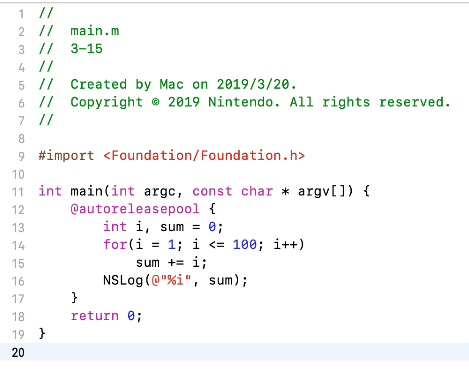 1 //
2 //  main.m
3 //  3-15
4 //
5 //  Created by Mac on 2019/3/20.
6 //  Copyright © 2019 Nintendo. All rights reserved.
7 //
8
9 #import <Foundation/Foundation.h>
10
11 int main(int argc, const char * argv[]) {
12     @autoreleasepool {
13         int i, sum = 0;
14         for(i = 1; i <= 100; i++)
15             sum += i;
16         NSLog(@"%i", sum);
17     }
18     return 0;
19 }
20